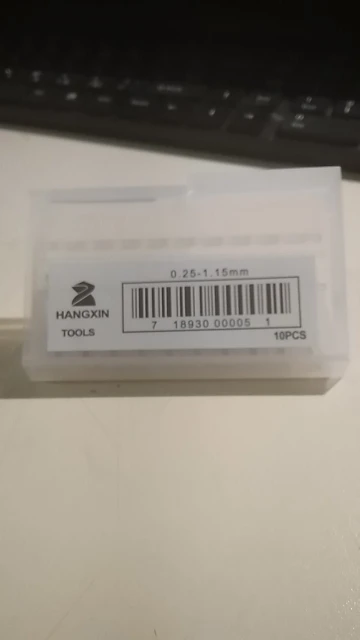 0.25-1.15mm
HANGXIN
TOOLS
7 18930 00005 1
10PCS